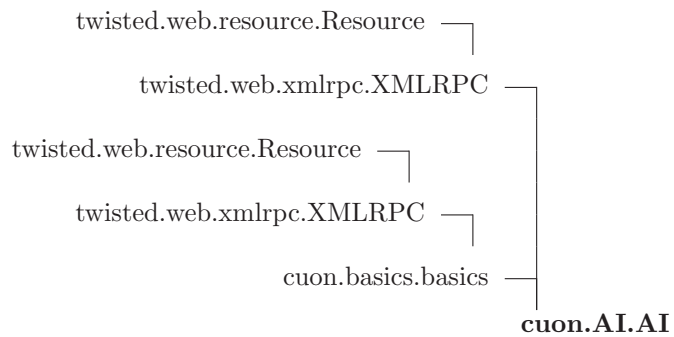 twisted.web.resource.Resource
twisted.web.xmlrpc.XMLRPC
twisted.web.resource.Resource
twisted.web.xmlrpc.XMLRPC
cuon.basics.basics
cuon.AI.AI